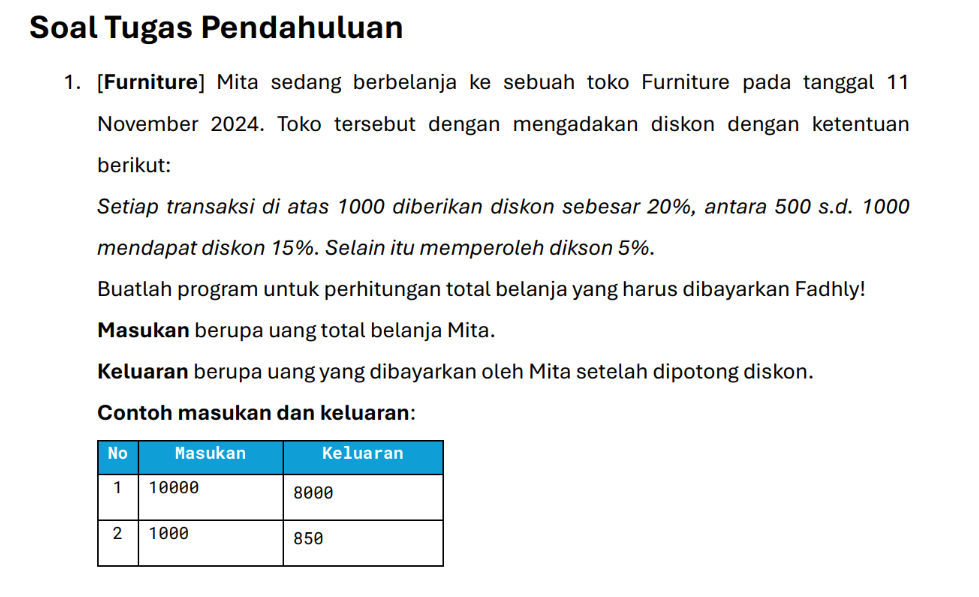 Soal Tugas Pendahuluan
1. [Furniture] Mita sedang berbelanja ke sebuah toko Furniture pada tanggal 11
November 2024. Toko tersebut dengan mengadakan diskon dengan ketentuan
berikut:
Setiap transaksi di atas 1000 diberikan diskon sebesar 20%, antara 500 s.d. 1000
mendapat diskon 15%. Selain itu memperoleh dikson 5%.
Buatlah program untuk perhitungan total belanja yang harus dibayarkan Fadhly!
Masukan berupa uang total belanja Mita.
Keluaran berupa uang yang dibayarkan oleh Mita setelah dipotong diskon.
Contoh masukan dan keluaran:
No Masukan Keluaran
1 10000 8000
2 1000 850